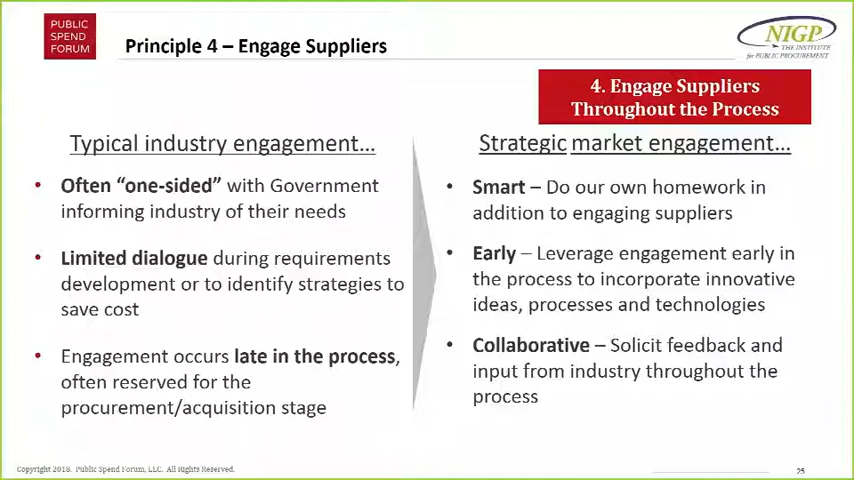 PUBLIC
SPEND
FORUM
Principle 4 – Engage Suppliers
NIGP
THE INSTITUTE
for PUBLIC PROCUREMENT
4. Engage Suppliers
Throughout the Process
Typical industry engagement…
• Often “one-sided” with Government
informing industry of their needs
• Limited dialogue during requirements
development or to identify strategies to
save cost
• Engagement occurs late in the process,
often reserved for the
procurement/acquisition stage
Strategic market engagement…
• Smart – Do our own homework in
addition to engaging suppliers
• Early – Leverage engagement early in
the process to incorporate innovative
ideas, processes and technologies
• Collaborative – Solicit feedback and
input from industry throughout the
process
Copyright 2018. Public Spend Forum, LLC. All Rights Reserved.
25